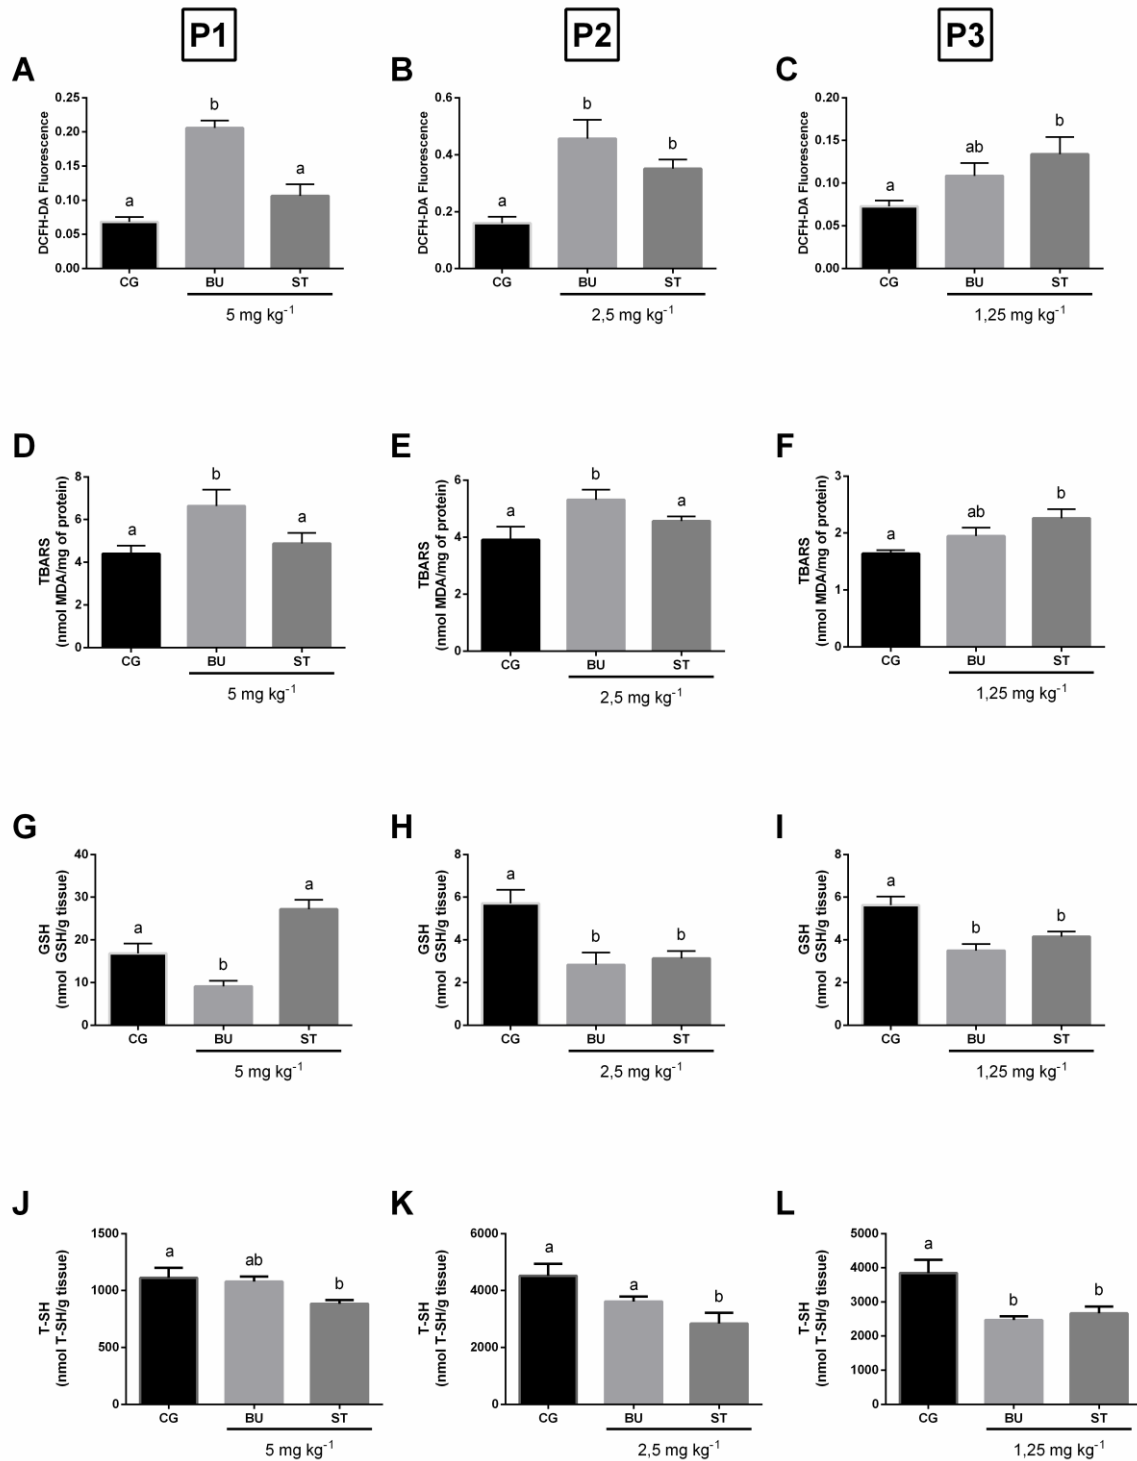 P1 P2 P3
A B C
DCFH-DA Fluorescence
0.25
0.20
0.15
0.10
0.05
0.00
a b a
CG BU ST
5 mg kg-1
DCFH-DA Fluorescence
0.6
0.4
0.2
0.0
a b b
CG BU ST
2,5 mg kg-1
DCFH-DA Fluorescence
0.20
0.15
0.10
0.05
0.00
a ab b
CG BU ST
1,25 mg kg-1
D E F
TBARS
(nmol MDA/mg of protein)
8
6
4
2
0
a b a
CG BU ST
5 mg kg-1
TBARS
(nmol MDA/mg of protein)
6
4
2
0
a b a
CG BU ST
2,5 mg kg-1
TBARS
(nmol MDA/mg of protein)
3
2
1
0
a ab b
CG BU ST
1,25 mg kg-1
G H I
GSH
(nmol GSH/g tissue)
40
30
20
10
0
a b a
CG BU ST
5 mg kg-1
GSH
(nmol GSH/g tissue)
8
6
4
2
0
a b b
CG BU ST
2,5 mg kg-1
GSH
(nmol GSH/g tissue)
8
6
4
2
0
a b b
CG BU ST
1,25 mg kg-1
J K L
T-SH
(nmol T-SH/g tissue)
1500
1000
500
0
a ab b
CG BU ST
5 mg kg-1
T-SH
(nmol T-SH/g tissue)
6000
4000
2000
0
a a b
CG BU ST
2,5 mg kg-1
T-SH
(nmol T-SH/g tissue)
5000
4000
3000
2000
1000
0
a b b
CG BU ST
1,25 mg kg-1